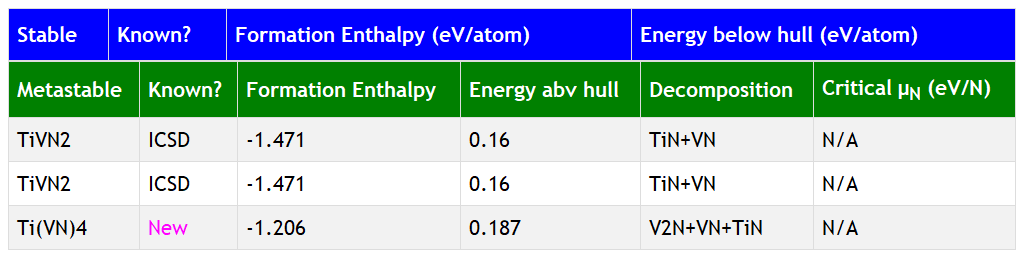 Stable Known? Formation Enthalpy (eV/atom) Energy below hull (eV/atom)
Metastable Known? Formation Enthalpy Energy abv hull Decomposition Critical μN (eV/N)
TiVN2 ICSD -1.471 0.16 TiN+VN N/A
TiVN2 ICSD -1.471 0.16 TiN+VN N/A
Ti(VN)4 New -1.206 0.187 V2N+VN+TiN N/A